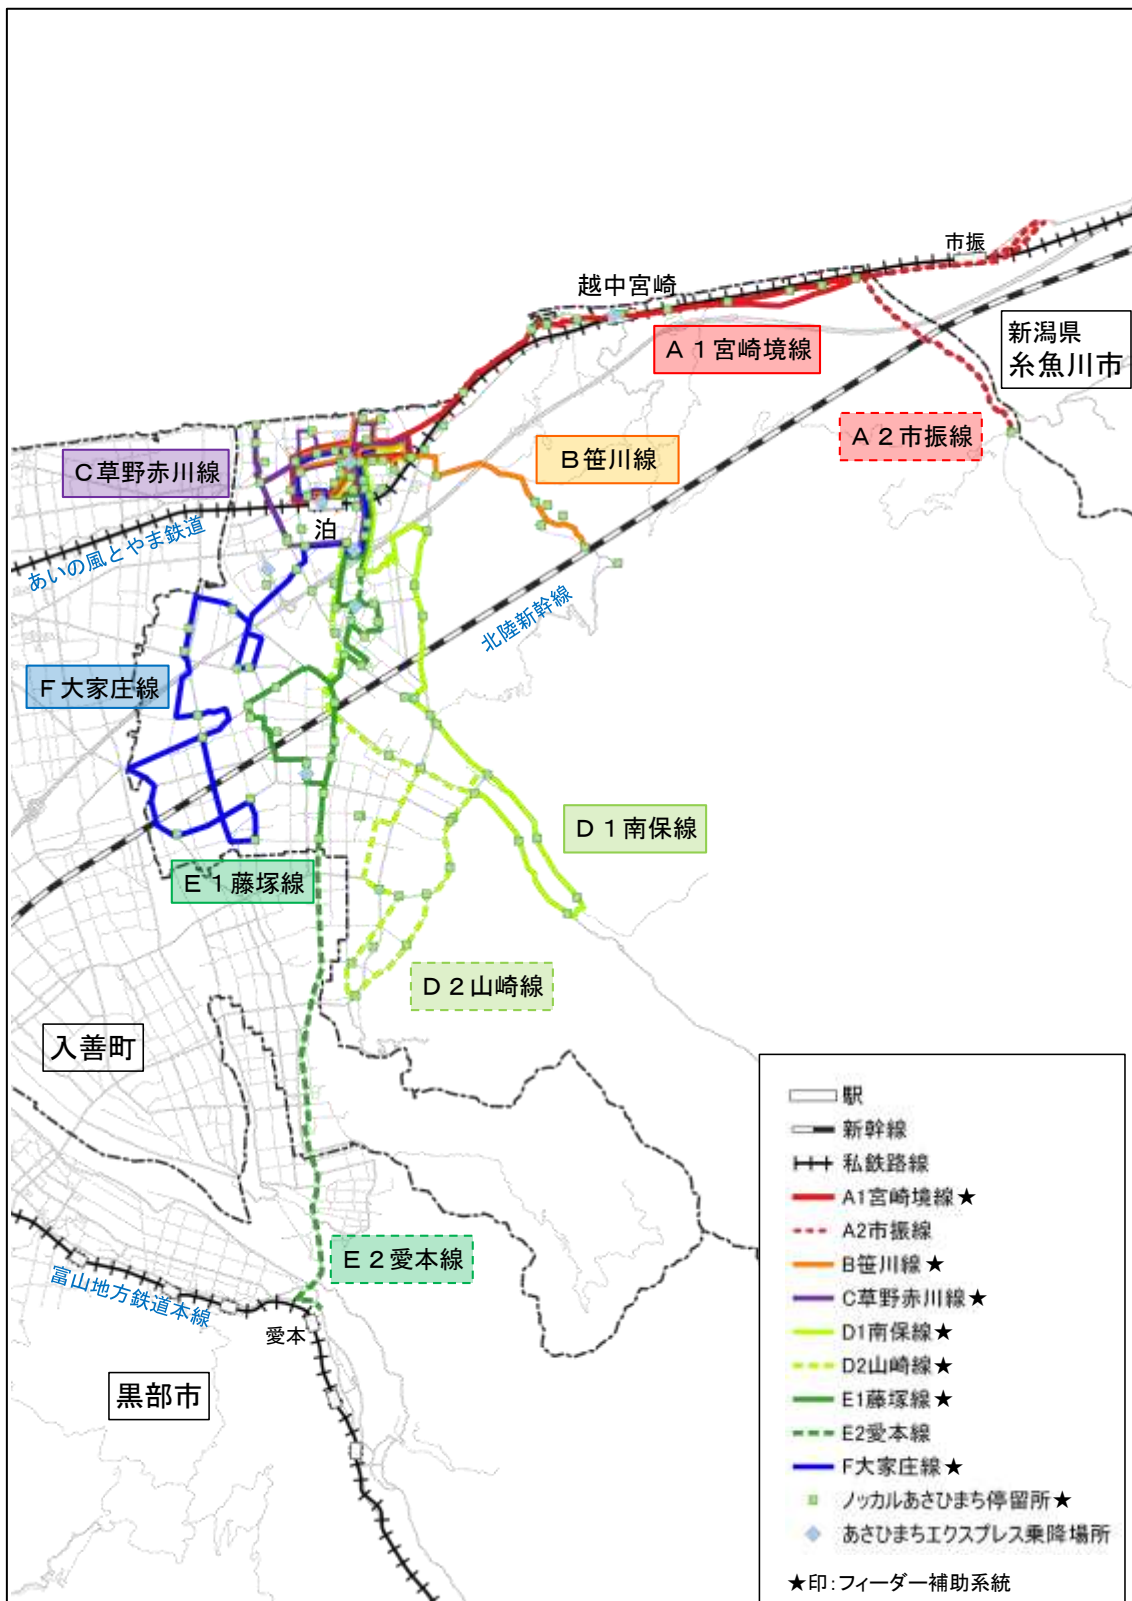 市振
越中宮崎
新潟県
糸魚川市
A1宮崎境線
A2市振線
B笹川線
C草野赤川線
泊
あいの風とやま鉄道
北陸新幹線
F大家庄線
D1南保線
E1藤塚線
D2山崎線
入善町
E2愛本線
富山地方鉄道本線
愛本
黒部市
駅
新幹線
私鉄路線
A1宮崎境線★
A2市振線
B笹川線★
C草野赤川線★
D1南保線★
D2山崎線★
E1藤塚線★
E2愛本線
F大家庄線★
ノッカルあさひまち停留所★
あさひまちエクスプレス乗降場所
★印：フィーダー補助系統